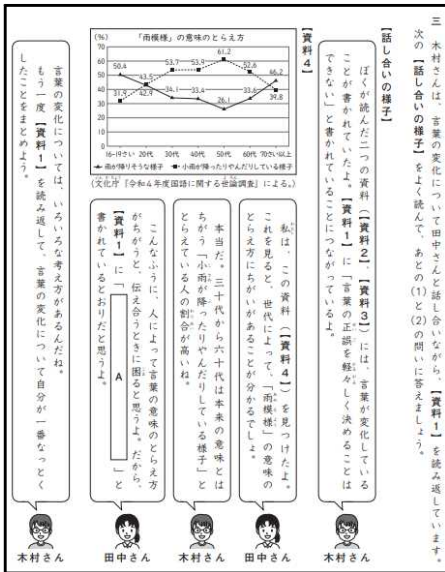 三 木村さんは、言葉の変化について田中さんと話し合いながら、【資料1】を読み返しています。
次の【話し合いの様子】をよく読んで、あとの(1)と(2)の問いに答えましょう。
【話し合いの様子】
ぼくが読んだ二つの資料(【資料2】、【資料3】)には、言葉が変化している
ことが書かれていたよ。【資料1】に「言葉の正誤を軽々しく決めることは
できない」と書かれていることにつながっているよ。
木村さん
私は、この資料(【資料4】)を見つけたよ。
これを見ると、世代によって、「雨模様」の意味の
とらえ方にちがいがあることが分かるでしょ。
田中さん
本当だ。三十代から六十代は本来の意味とは
ちがう「小雨が降ったりやんだりしている様子」と
とらえている人の割合が高いね。
木村さん
こんなふうに、人によって言葉の意味のとらえ方
がちがうと、伝え合うときに困ると思うよ。だから、
【資料1】に「 A 」と
書かれているとおりだと思うよ。
田中さん
言葉の変化については、いろいろな考え方があるんだね。
もう一度【資料1】を読み返して、言葉の変化について自分が一番なっとく
したことをまとめよう。
木村さん
【資料4】
「雨模様」の意味のとらえ方
(%)
70
60
50
40
30
20
10
0
50.4
42.9
34.1
33.4
26.1
33.6
46.2
31.9
43.5
53.7
53.9
61.2
52.6
39.8
16-19さい 20代 30代 40代 50代 60代 70さい以上
雨が降りそうな様子 小雨が降ったりやんだりしている様子
(文化庁「令和4年度国語に関する世論調査」による。)